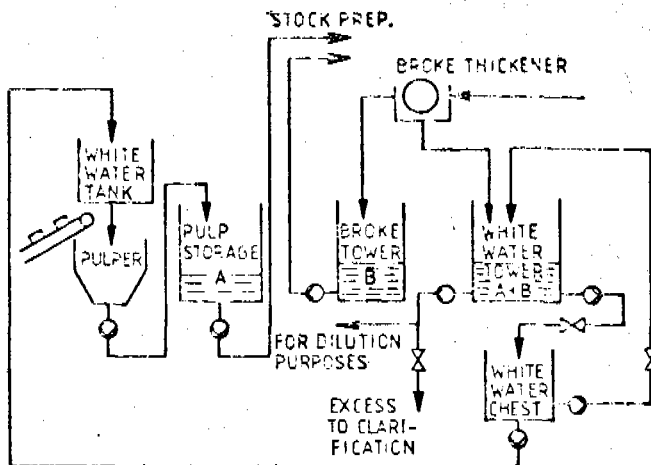 STOCK PREP.
BROKE THICKENER
WHITE
WATER
TANK
PULPER
PULP
STORAGE
A
BROKE
TOWER
B
WHITE
WATER
TOWER
A+B
FOR DILUTION
PURPOSES
EXCESS
TO CLARI-
FICATION
WHITE
WATER
CHEST